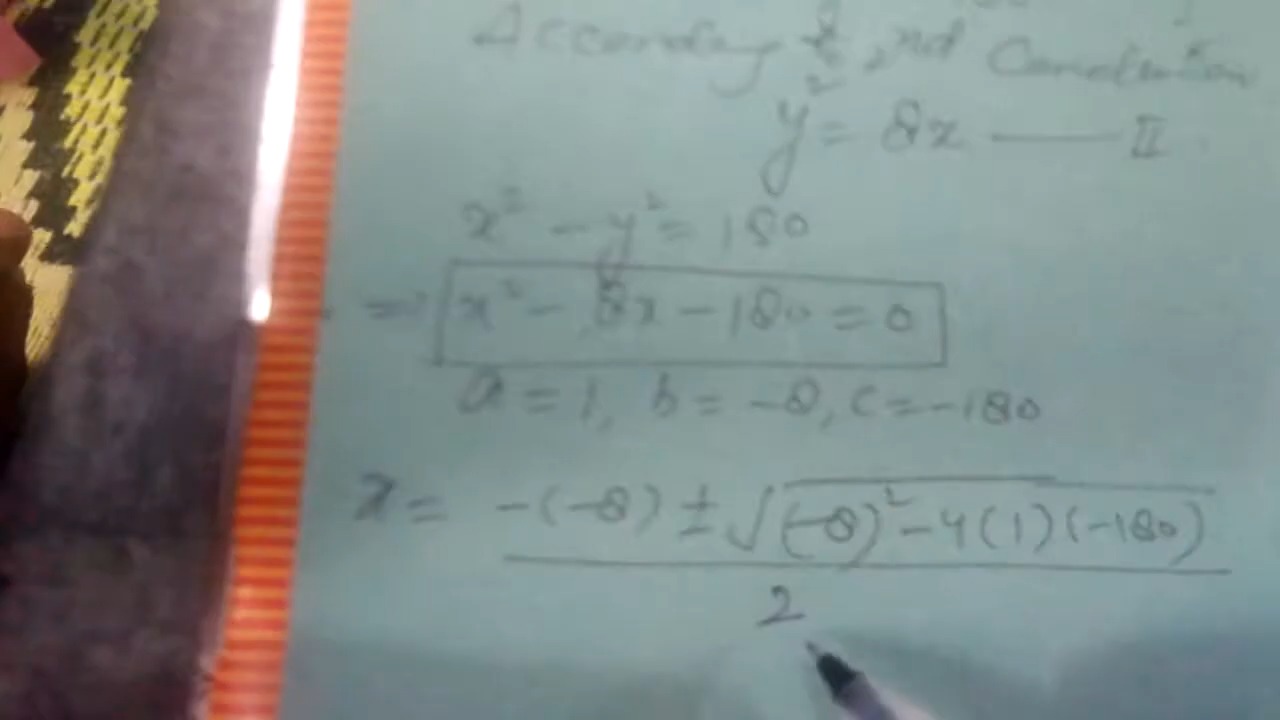 According to 2nd Condition
y² = 8x —— II
x² - y² = 180
=> x² - 8x - 180 = 0
a = 1, b = -8, c = -180
x = -(-8) ± √(-8)² - 4(1)(-180)
2